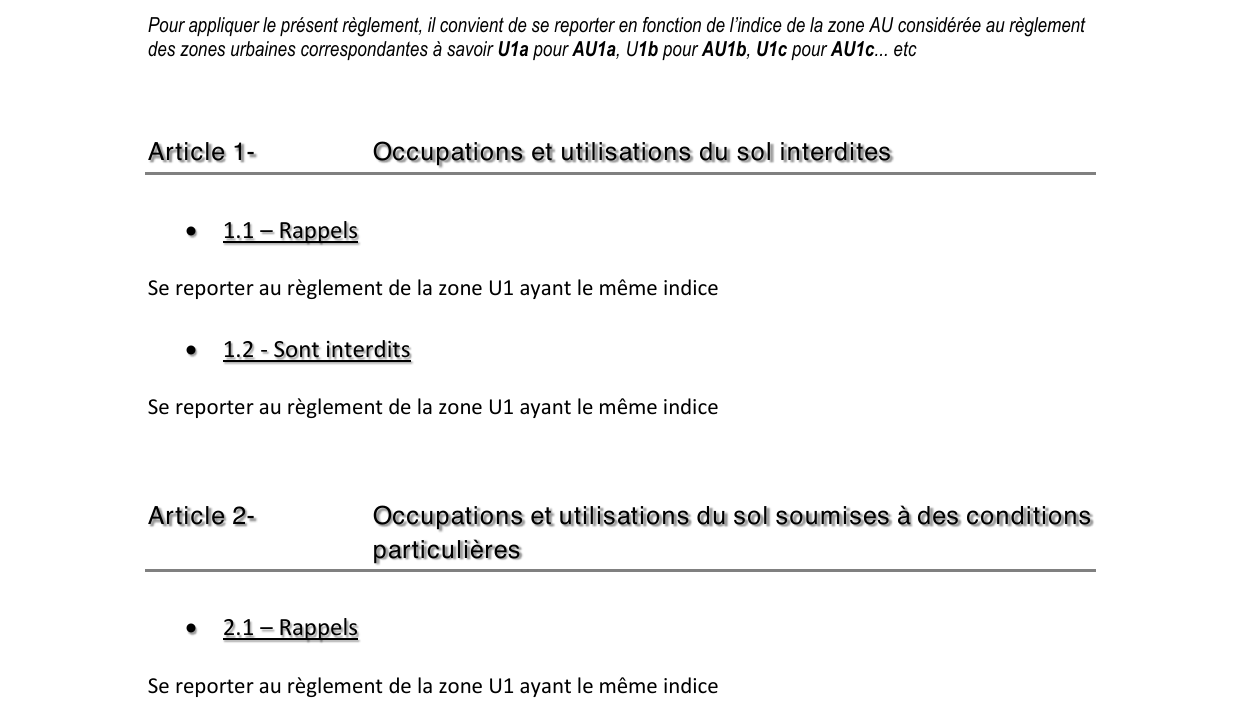 Pour appliquer le présent règlement, il convient de se reporter en fonction de l'indice de la zone AU considérée au règlement
des zones urbaines correspondantes à savoir U1a pour AU1a, U1b pour AU1b, U1c pour AU1c... etc
Article 1- Occupations et utilisations du sol interdites
• 1.1 – Rappels
Se reporter au règlement de la zone U1 ayant le même indice
• 1.2 - Sont interdits
Se reporter au règlement de la zone U1 ayant le même indice
Article 2- Occupations et utilisations du sol soumises à des conditions
particulières
• 2.1 – Rappels
Se reporter au règlement de la zone U1 ayant le même indice